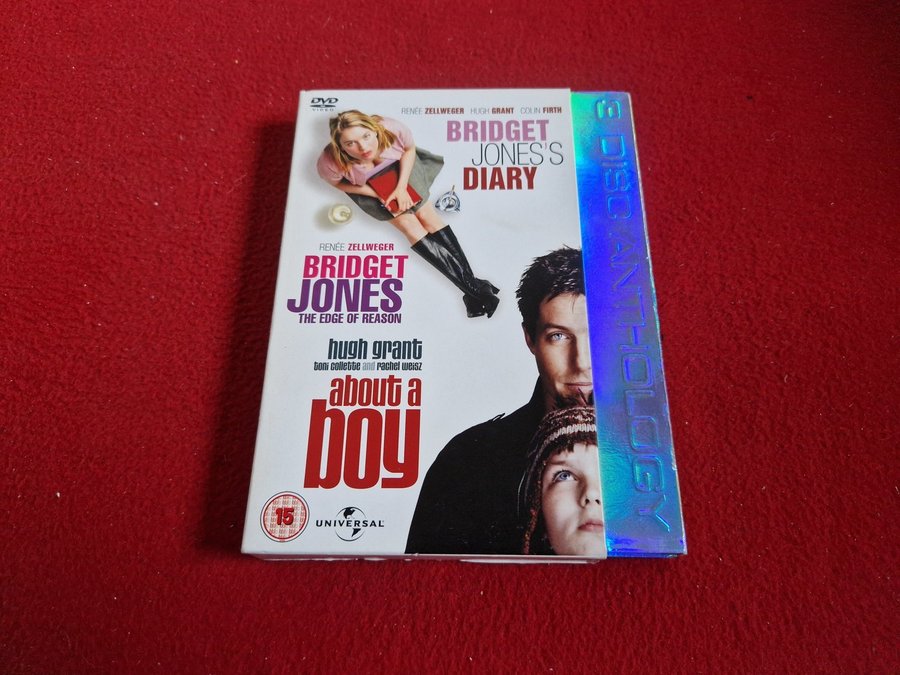 DVD
VIDEO
RENÉE ZELLWEGER HUGH GRANT COLIN FIRTH
BRIDGET
JONES'S
DIARY
RENÉE ZELLWEGER
BRIDGET
JONES
THE EDGE OF REASON
hugh grant
toni collette and rachel weisz
about a
boy
15
UNIVERSAL
3 DISC ANTHOLOGY